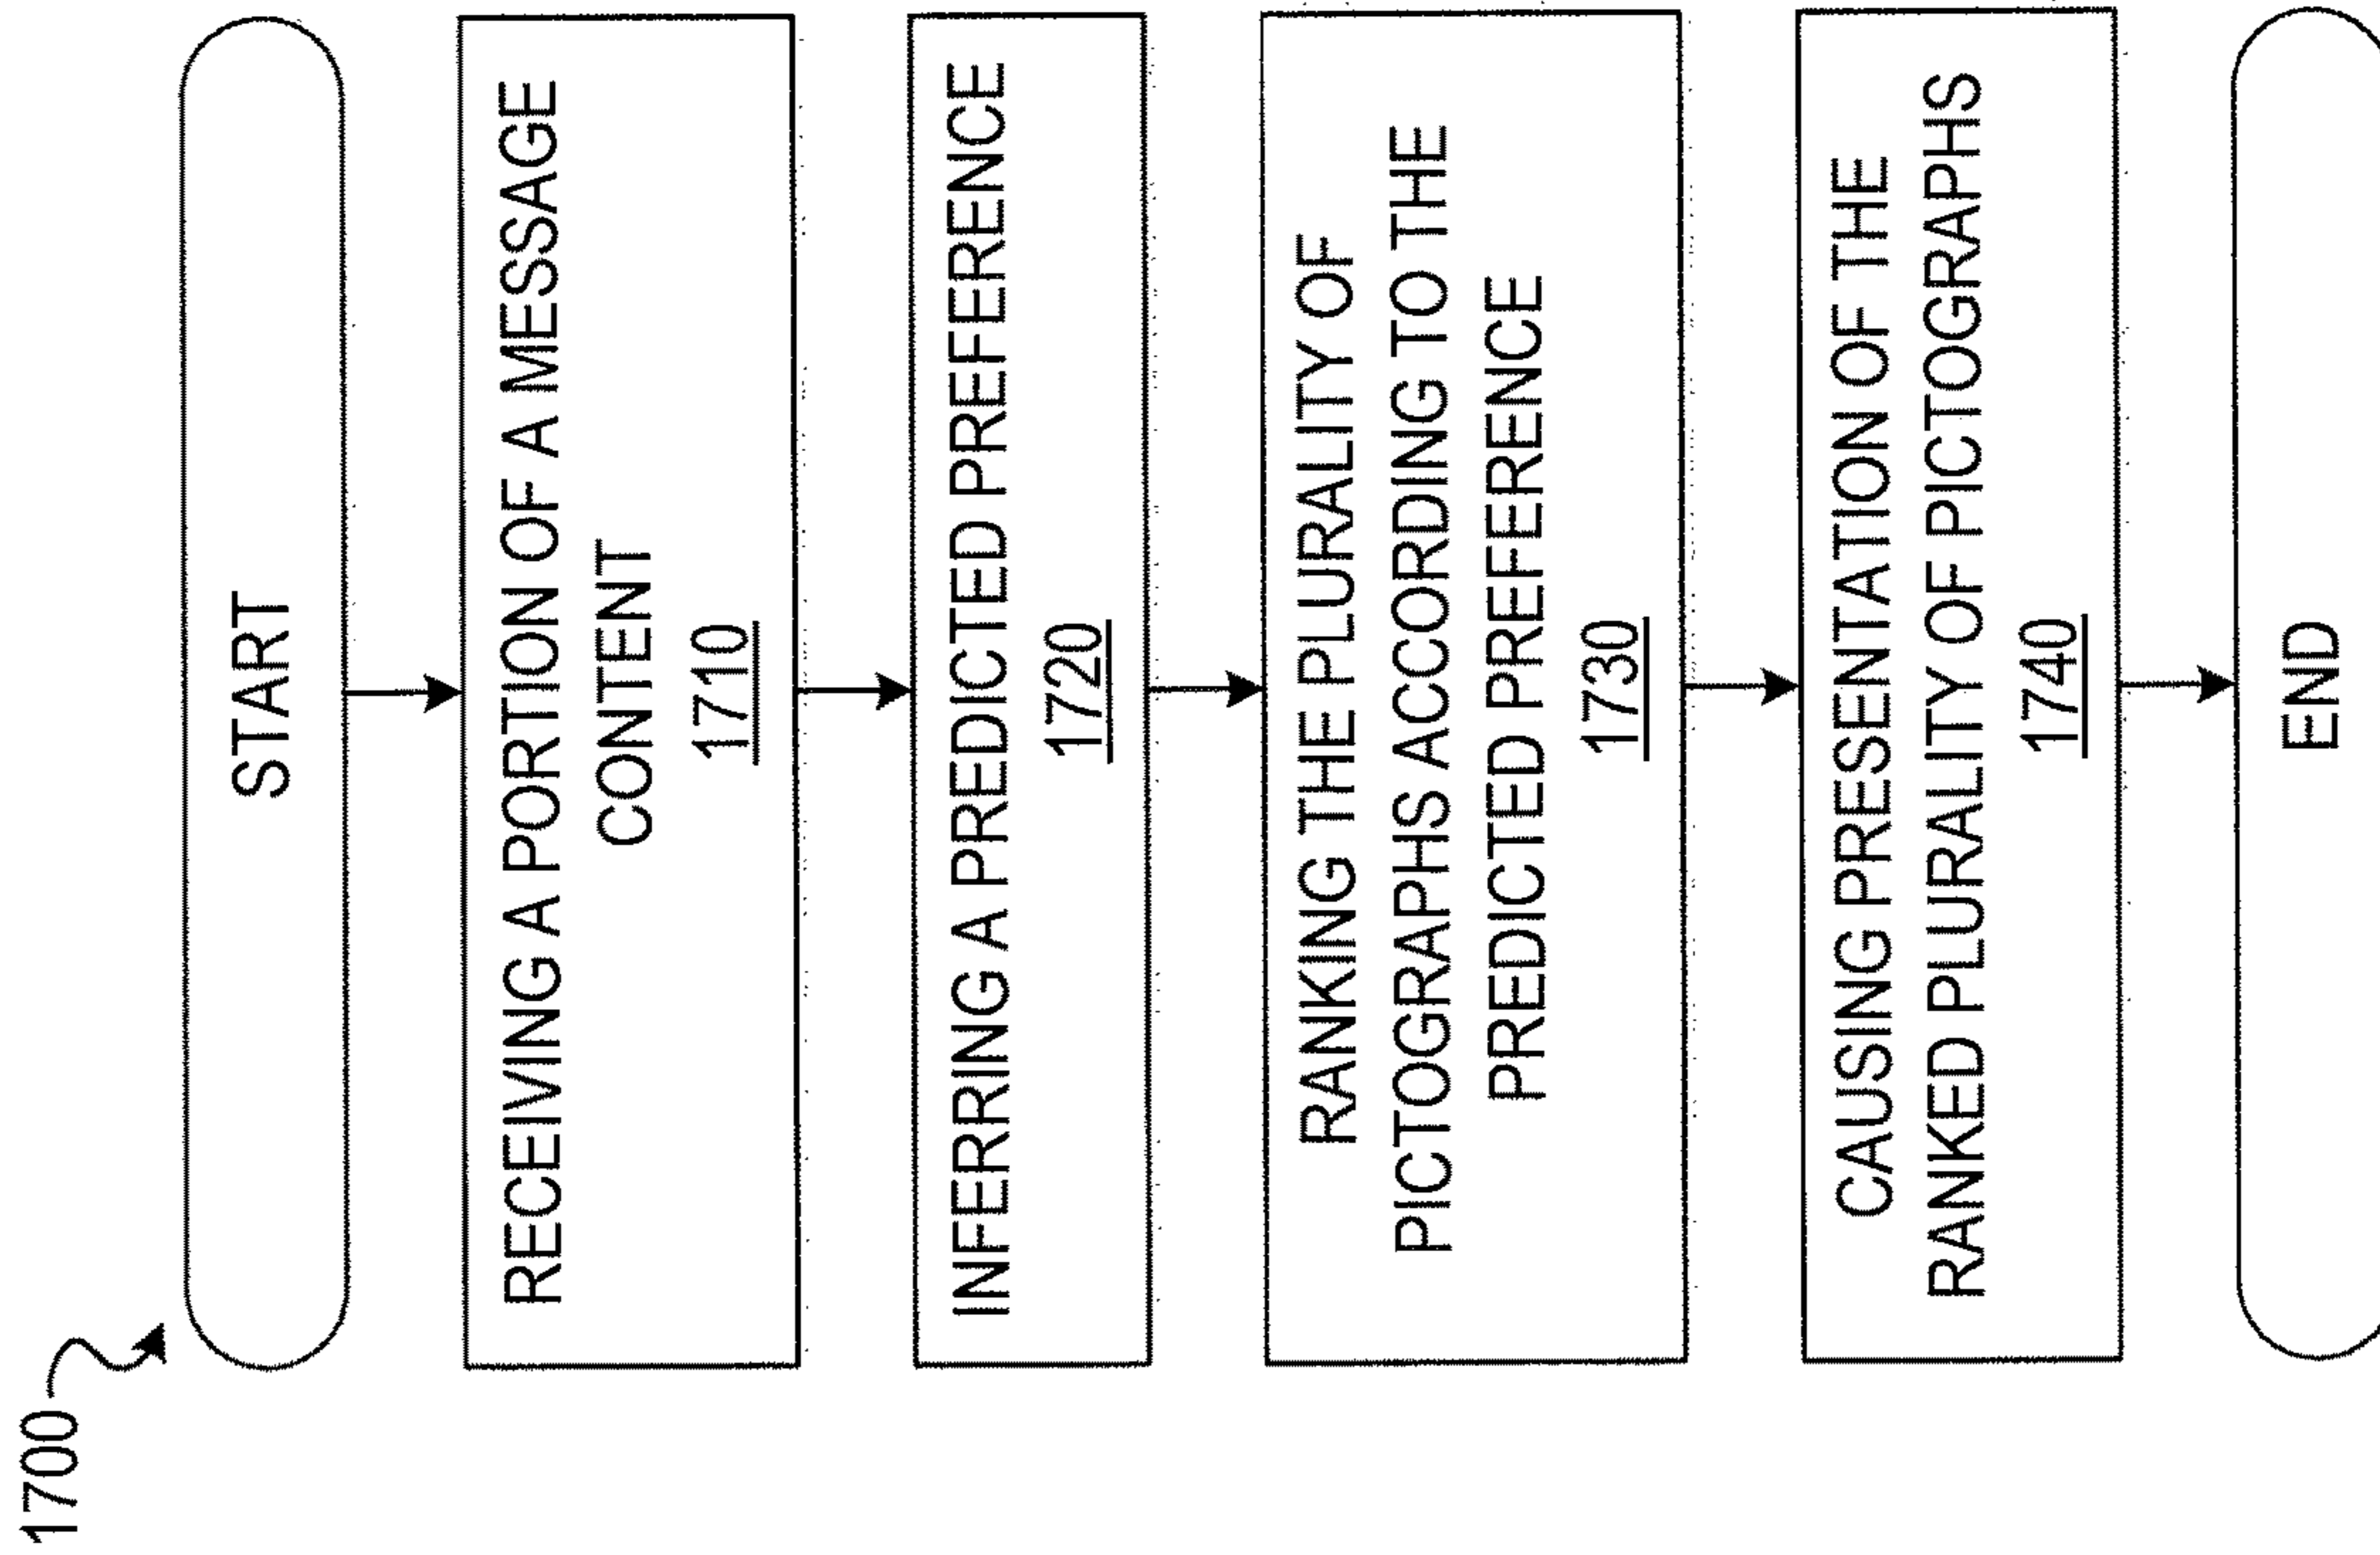 1700
START
RECEIVING A PORTION OF A MESSAGE
CONTENT
1710
INFERRING A PREDICTED PREFERENCE
1720
RANKING THE PLURALITY OF
PICTOGRAPHS ACCORDING TO THE
PREDICTED PREFERENCE
1730
CAUSING PRESENTATION OF THE
RANKED PLURALITY OF PICTOGRAPHS
1740
END